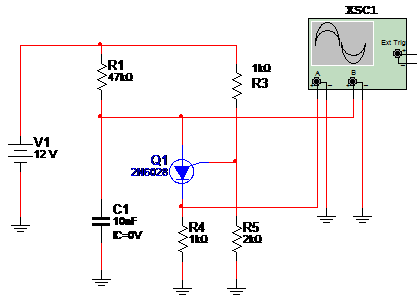 XSC1
Ext Trig
A
B
R1
47kΩ
1kΩ
R3
V1
12 V
Q1
2N6028
C1
10nF
IC=0V
R4
1kΩ
R5
2kΩ